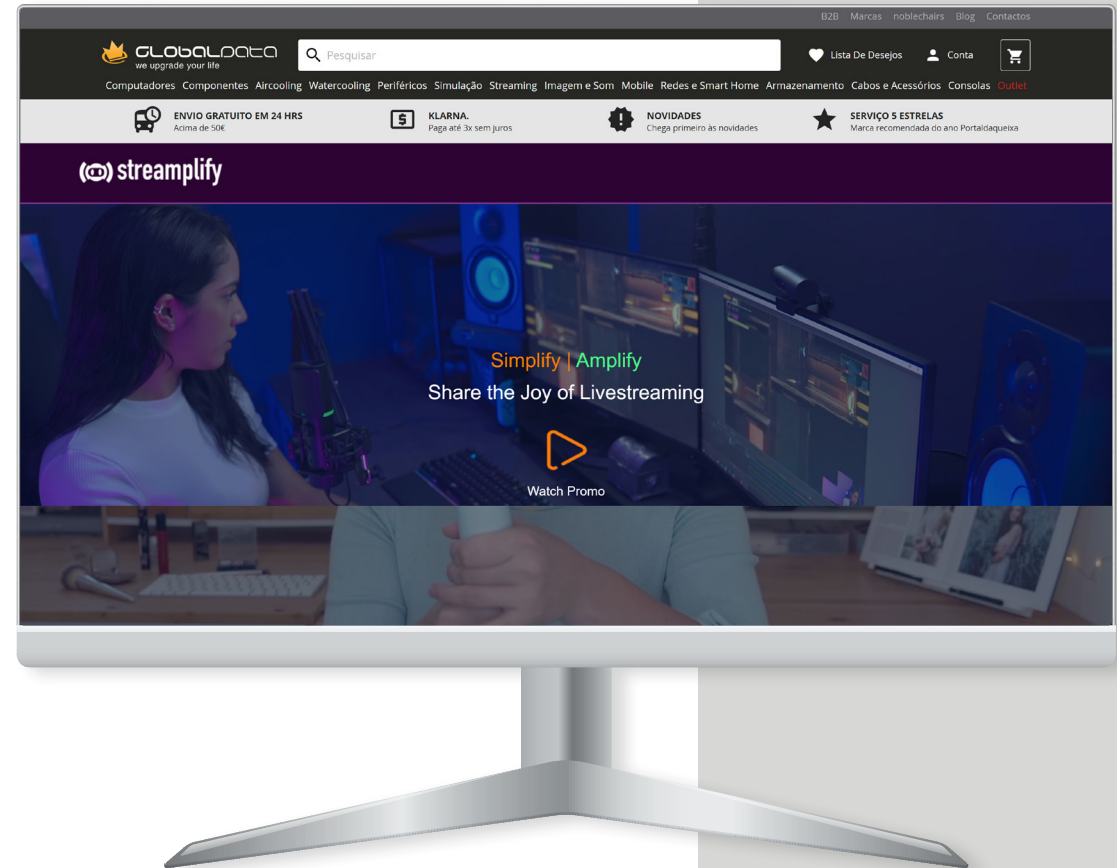 B2B Marcas noblechairs Blog Contactos
GLOBALDATA
we upgrade your life
Pesquisar
Lista De Desejos
Conta
Computadores Componentes Aircooling Watercooling Periféricos Simulação Streaming Imagem e Som Mobile Redes e Smart Home Armazenamento Cabos e Acessórios Consolas Outlet
ENVIO GRATUITO EM 24 HRS
Acima de 50€
KLARNA.
Paga até 3x sem juros
NOVIDADES
Chega primeiro às novidades
SERVIÇO 5 ESTRELAS
Marca recomendada do ano Portaldaqueixa
streamplify
Simplify | Amplify
Share the Joy of Livestreaming
Watch Promo